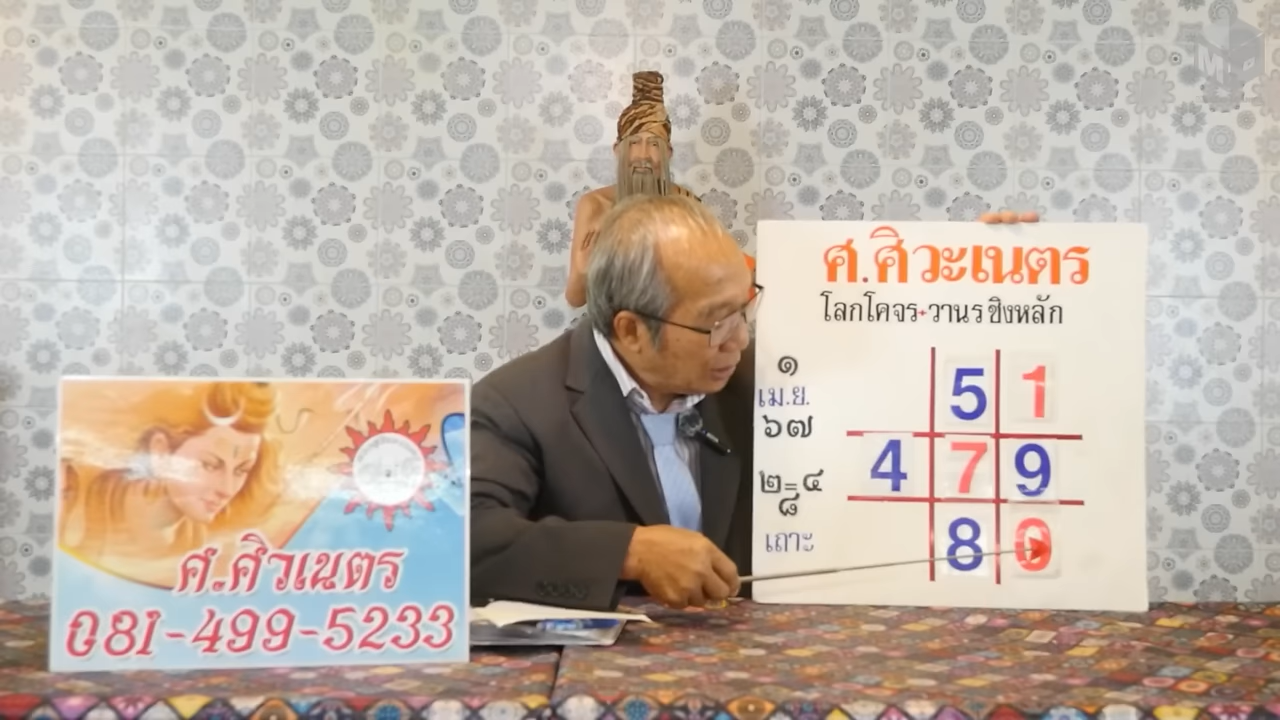 ศ.ศิวะเนตร
โลกโคจร-วานรชิงหลัก
๑
เม.ย.
๖๗
๒=๔
๘
เถาะ
5 1
4 7 9
8 0
ศ.ศิวเนตร
081-499-5233